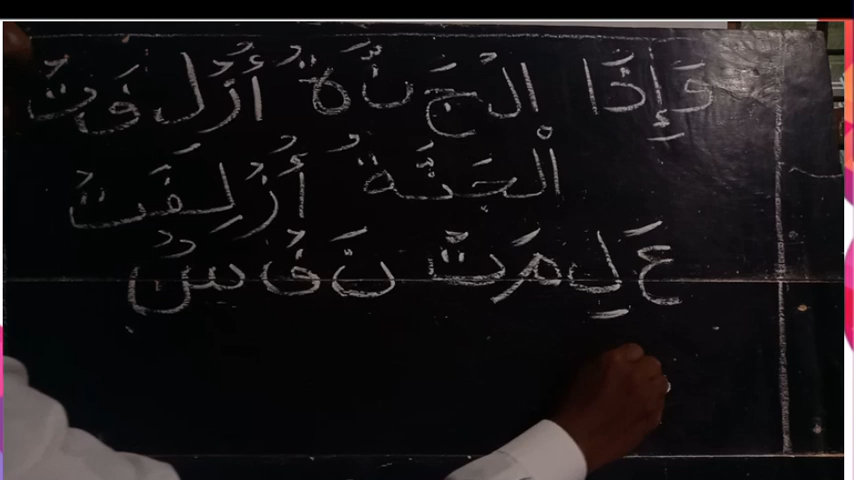 وَإِذَا الْجَ نَّ ةُ أُزْ لِ فَ تْ
الْجَنَّةُ أُزْلِفَتْ
عَ لِ مَ تْ نَ فْ سٌ